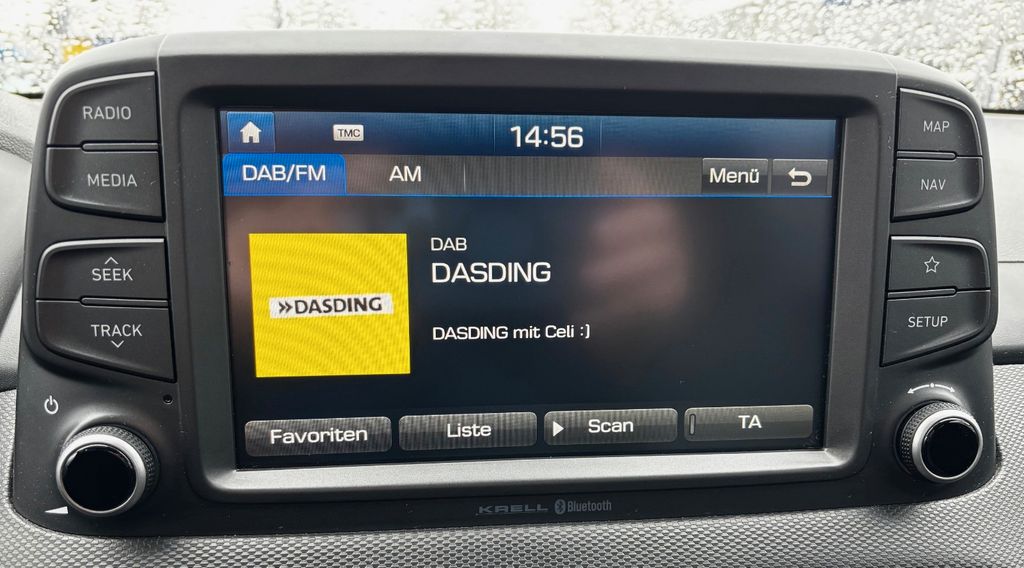 RADIO
MEDIA
SEEK
TRACK
TMC
14:56
DAB/FM
AM
Menü
»DASDING
DAB
DASDING
DASDING mit Celi :)
Favoriten
Liste
Scan
TA
MAP
NAV
SETUP
KRELL Bluetooth